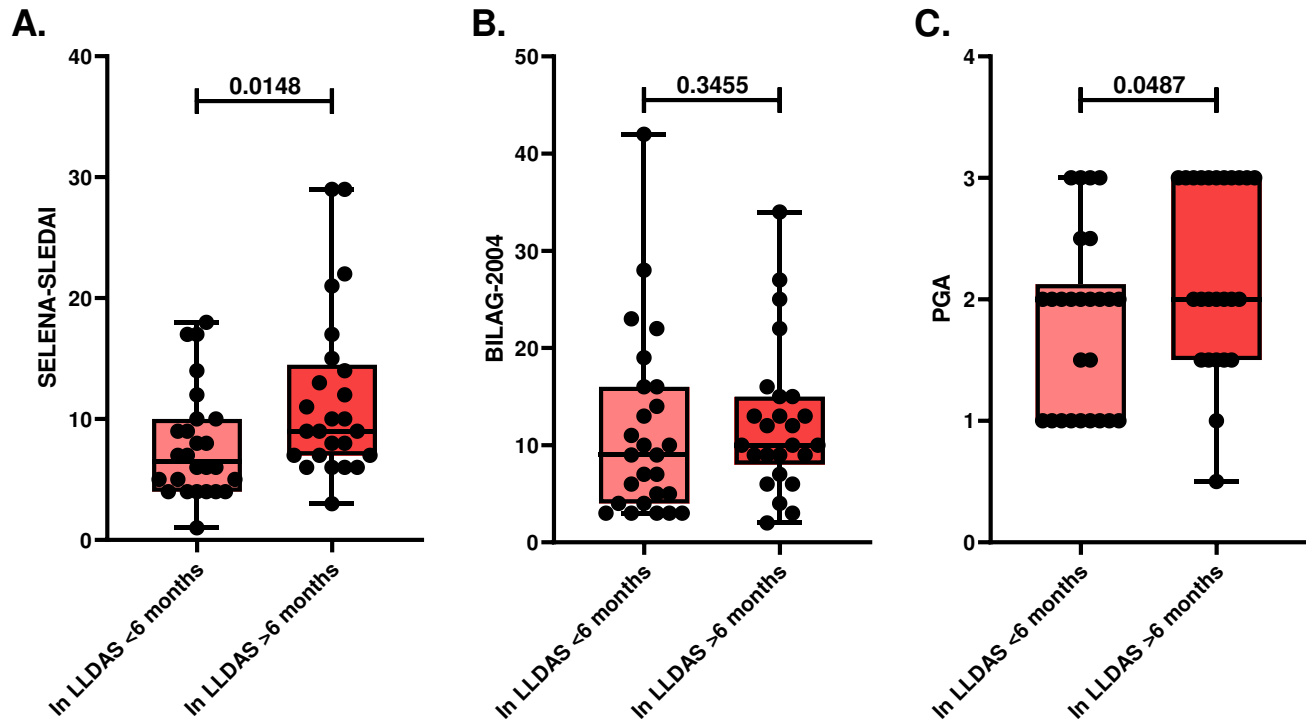 A.
SELENA-SLEDAI
40
30
20
10
0
0.0148
In LLDAS <6 months
In LLDAS >6 months
B.
BILAG-2004
50
40
30
20
10
0
0.3455
In LLDAS <6 months
In LLDAS >6 months
C.
PGA
4
3
2
1
0
0.0487
In LLDAS <6 months
In LLDAS >6 months